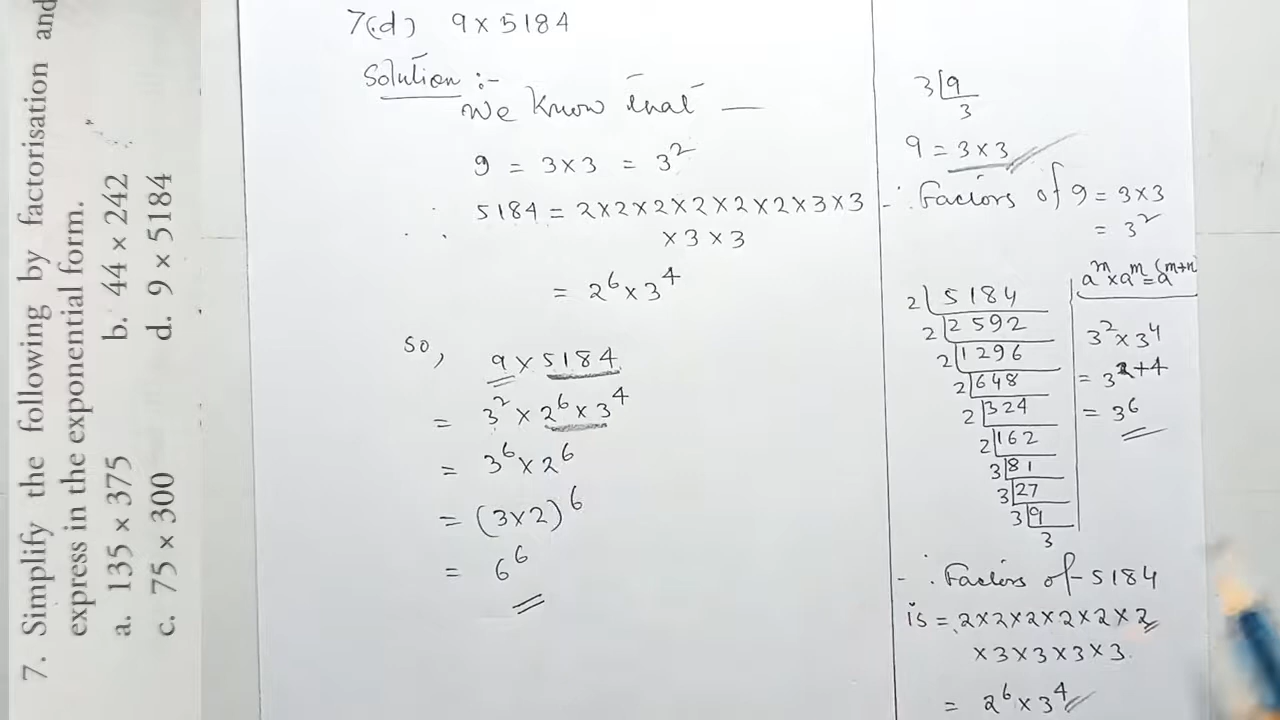 7. Simplify the following by factorisation and
express in the exponential form.
a. 135 × 375 b. 44 × 242
c. 75 × 300 d. 9 × 5184
7(d) 9 × 5184
Solution :-
We know that —
9 = 3×3 = 3²
∴ 5184 = 2×2×2×2×2×2×3×3
×3×3
= 2⁶×3⁴
So,
9 × 5184
= 3² × 2⁶ × 3⁴
= 3⁶ × 2⁶
= (3×2)⁶
= 6⁶
3|9
3
9 = 3×3
∴ Factors of 9 = 3×3
= 3²
2|5184
2|2592
2|1296
2|648
2|324
2|162
3|81
3|27
3|9
3
aᵐ×aᵐ=a⁽ᵐ⁺ⁿ
3²×3⁴
= 3²⁺⁴
= 3⁶
∴ Factors of 5184
is = 2×2×2×2×2×2
×3×3×3×3.
= 2⁶×3⁴